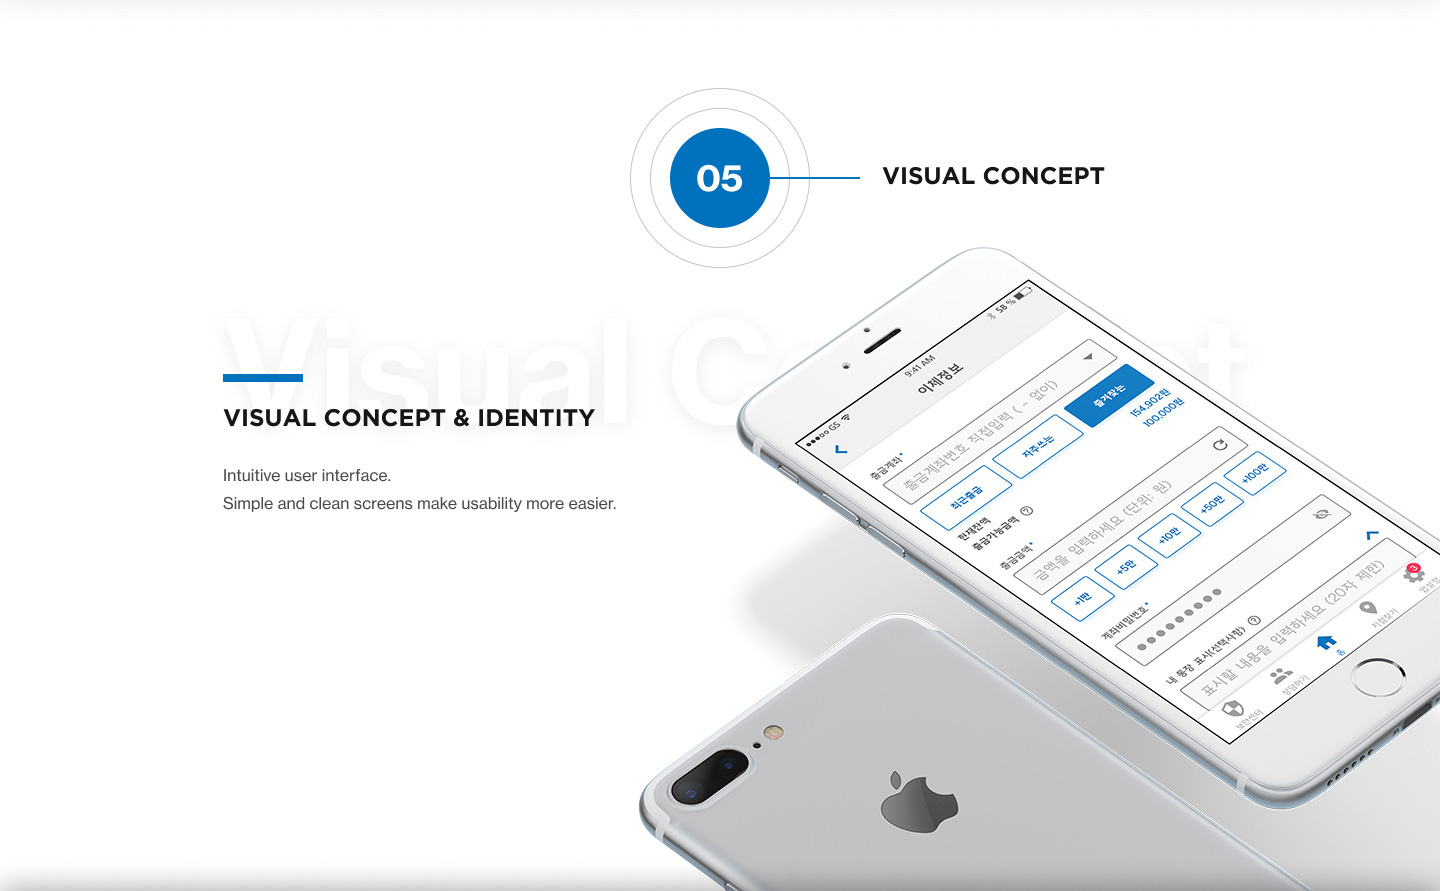 05
VISUAL CONCEPT
Visual Concept
VISUAL CONCEPT & IDENTITY
Intuitive user interface.
Simple and clean screens make usability more easier.
●●●○○ GS 9:41 AM 58 %
이체정보
출금계좌*
출금계좌번호 직접입력 ( - 없이)
최근출금 자주쓰는 즐겨찾는
현재잔액 154,902원
출금가능금액 ? 100,000원
출금금액*
금액을 입력하세요 (단위: 원)
+1만 +5만 +10만 +50만 +100만
계좌비밀번호*
●●●●●●●●●
내 통장 표시(선택사항) ?
표시할 내용을 입력하세요 (20자 제한)
보안센터 상담하기 홈 지점찾기 앱설정
3